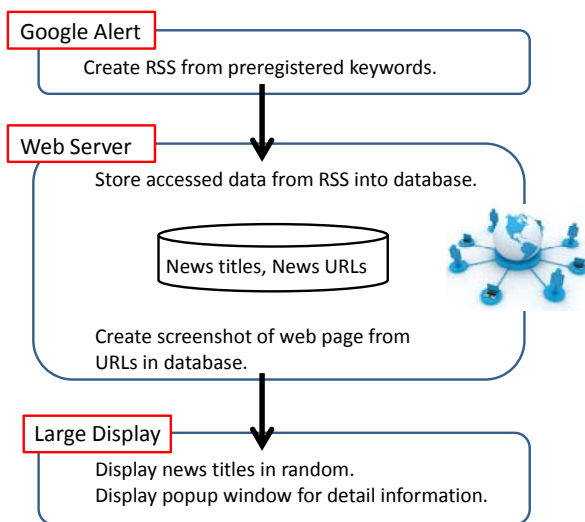 Google Alert
Create RSS from preregistered keywords.
Web Server
Store accessed data from RSS into database.
News titles, News URLs
Create screenshot of web page from
URLs in database.
Large Display
Display news titles in random.
Display popup window for detail information.